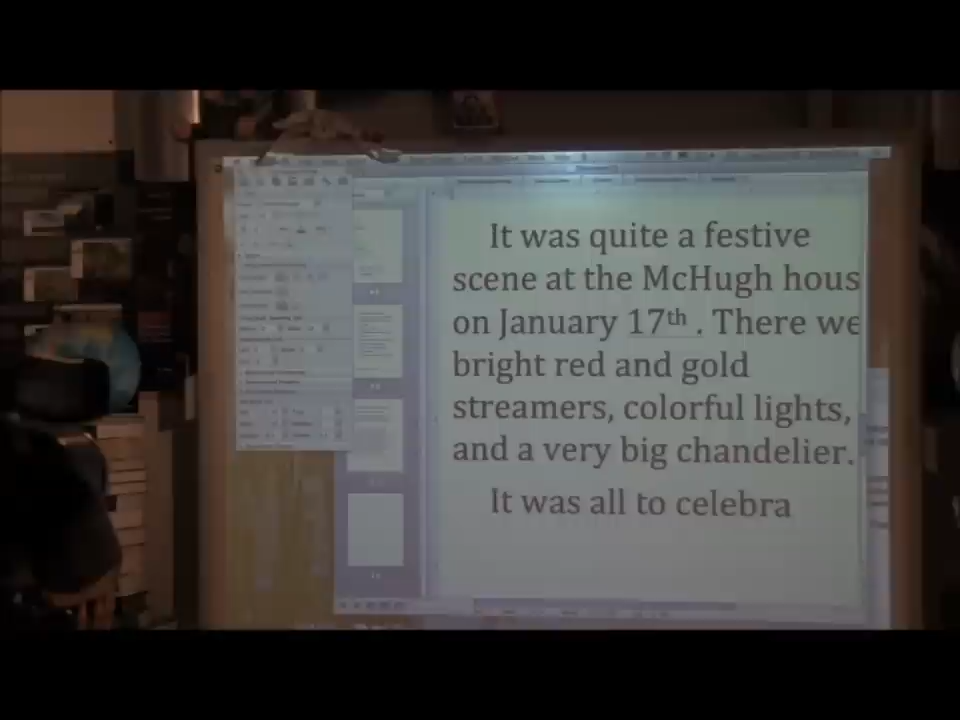 It was quite a festive
scene at the McHugh hous
on January 17th . There we
bright red and gold
streamers, colorful lights,
and a very big chandelier.
It was all to celebra